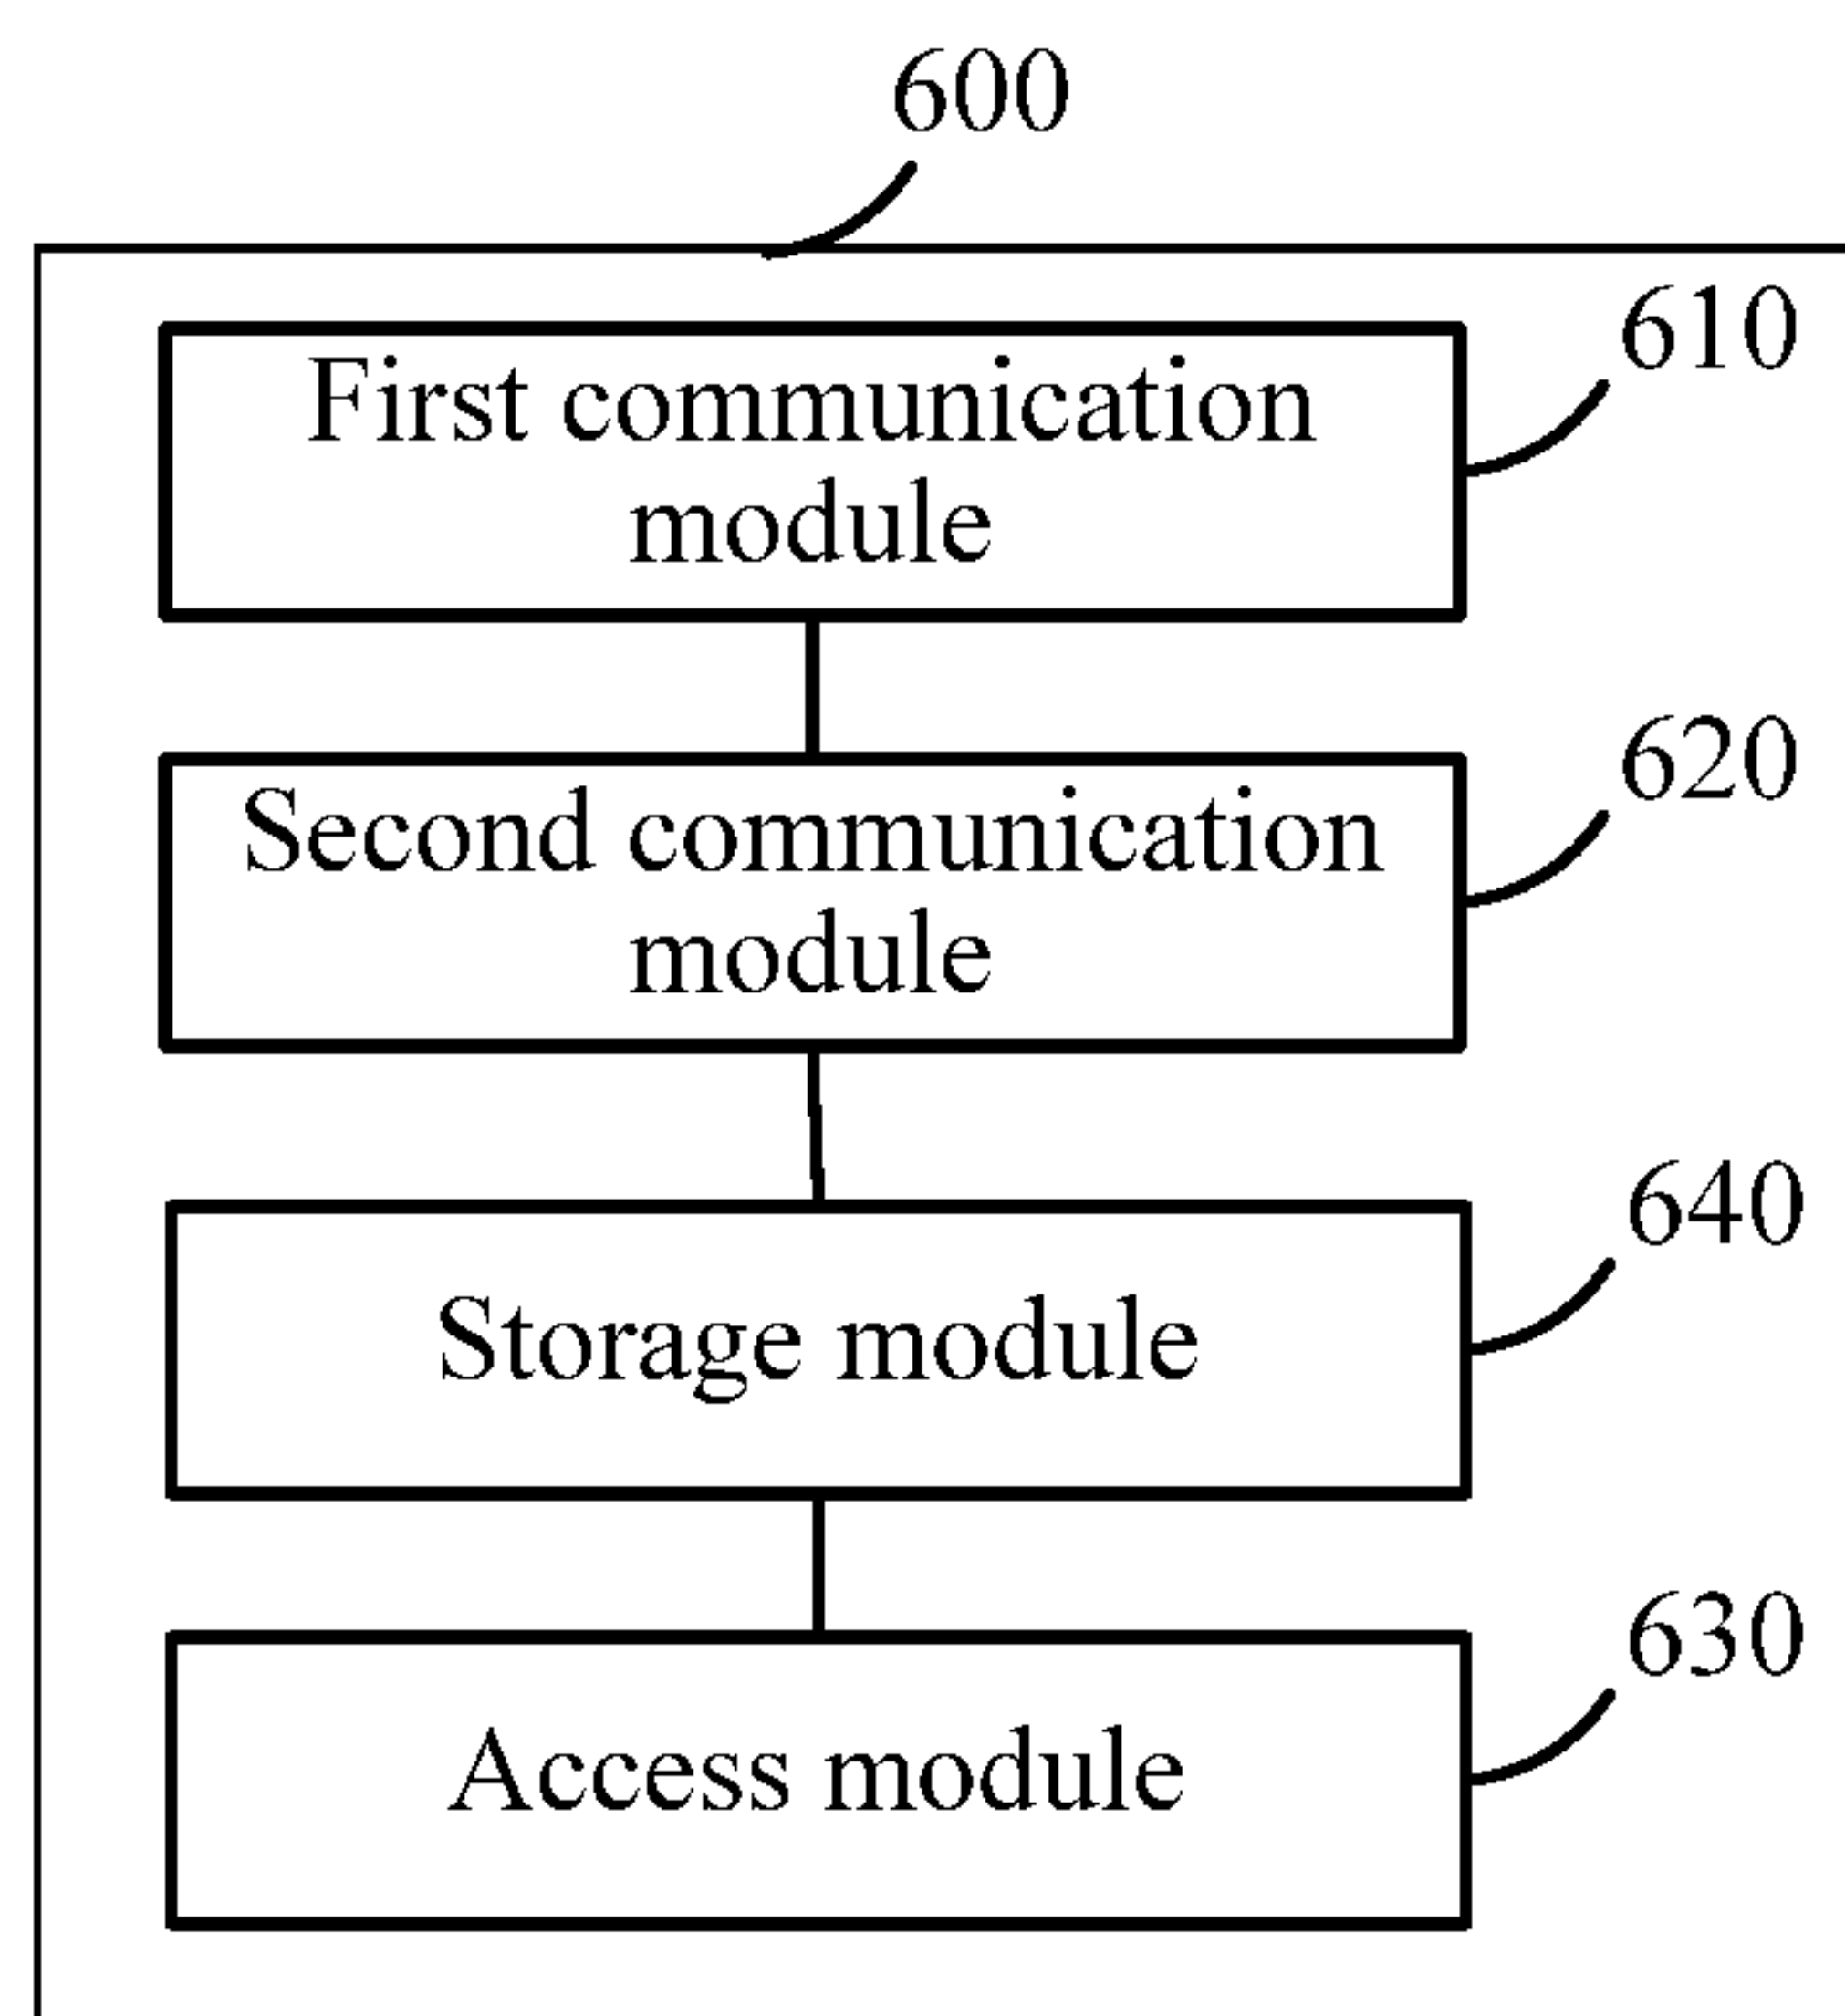 600
610
First communication
module
620
Second communication
module
640
Storage module
630
Access module